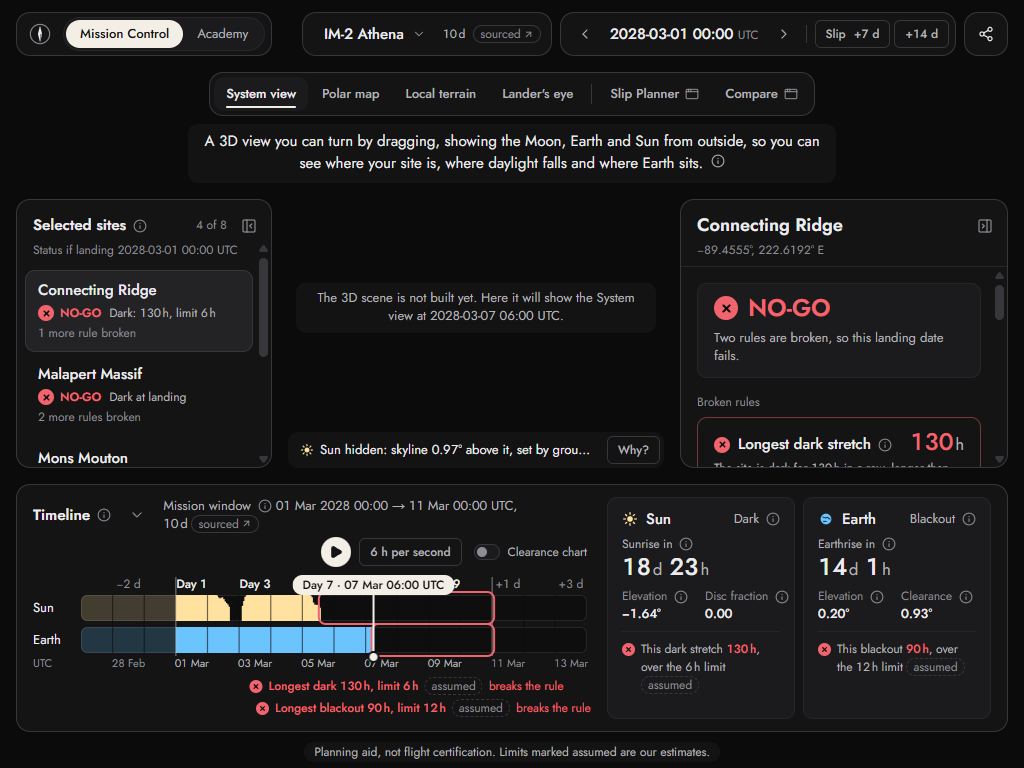 Mission Control
Academy
IM-2 Athena
10 d
sourced ↗
2028-03-01 00:00 UTC
Slip +7 d
+14 d
System view
Polar map
Local terrain
Lander's eye
Slip Planner
Compare
A 3D view you can turn by dragging, showing the Moon, Earth and Sun from outside, so you can
see where your site is, where daylight falls and where Earth sits.
Selected sites
4 of 8
Status if landing 2028-03-01 00:00 UTC
Connecting Ridge
NO-GO Dark: 130 h, limit 6 h
1 more rule broken
Malapert Massif
NO-GO Dark at landing
2 more rules broken
Mons Mouton
The 3D scene is not built yet. Here it will show the System
view at 2028-03-07 06:00 UTC.
Sun hidden: skyline 0.97° above it, set by grou...
Why?
Connecting Ridge
−89.4555°, 222.6192° E
NO-GO
Two rules are broken, so this landing date
fails.
Broken rules
Longest dark stretch
130 h
Timeline
Mission window 01 Mar 2028 00:00 → 11 Mar 00:00 UTC,
10 d sourced ↗
6 h per second
Clearance chart
−2 d
Day 1
Day 3
Day 7 · 07 Mar 06:00 UTC
9
+1 d
+3 d
Sun
Earth
UTC
28 Feb
01 Mar
03 Mar
05 Mar
07 Mar
09 Mar
11 Mar
13 Mar
Longest dark 130 h, limit 6 h assumed breaks the rule
Longest blackout 90 h, limit 12 h assumed breaks the rule
Sun
Dark
Sunrise in
18 d 23 h
Elevation
−1.64°
Disc fraction
0.00
This dark stretch 130 h,
over the 6 h limit
assumed
Earth
Blackout
Earthrise in
14 d 1 h
Elevation
0.20°
Clearance
0.93°
This blackout 90 h, over
the 12 h limit assumed
Planning aid, not flight certification. Limits marked assumed are our estimates.